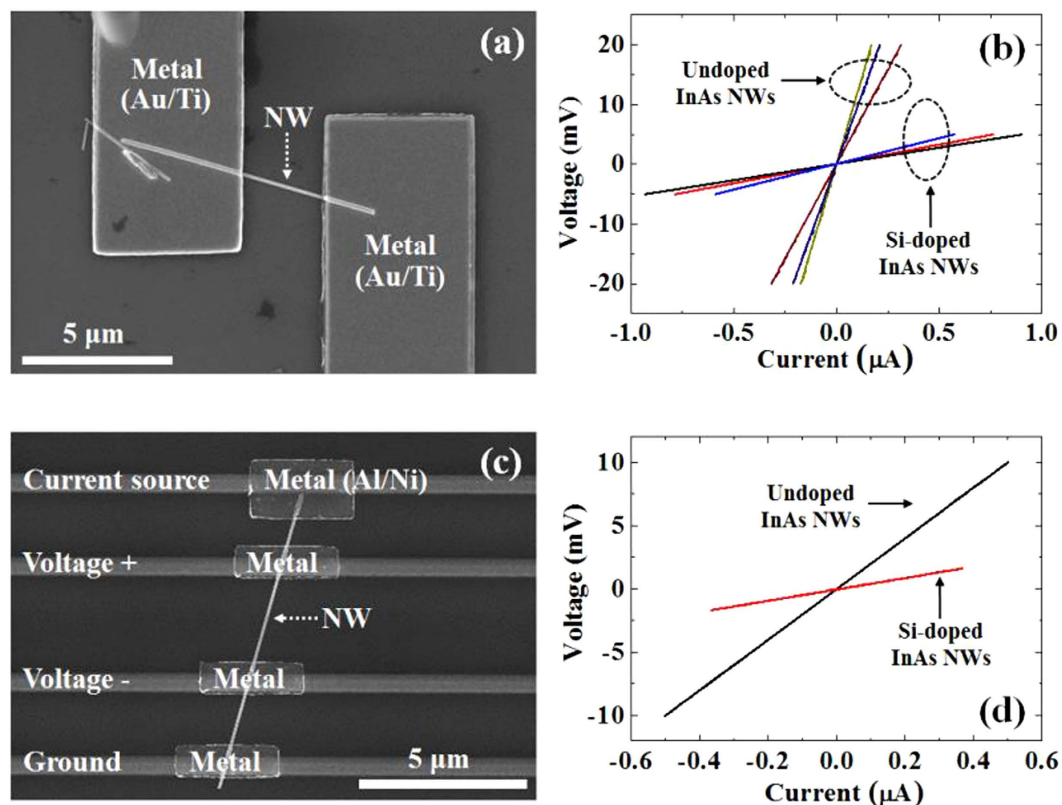 (a)
Metal
(Au/Ti)
NW
Metal
(Au/Ti)
5 µm
(b)
20
10
0
-10
-20
Voltage (mV)
Undoped
InAs NWs
Si-doped
InAs NWs
-1.0 -0.5 0.0 0.5 1.0
Current (µA)
(c)
Current source
Metal (Al/Ni)
Voltage +
Metal
NW
Voltage -
Metal
Ground
Metal
5 µm
10
5
0
-5
-10
Voltage (mV)
Undoped
InAs NWs
Si-doped
InAs NWs
(d)
-0.6 -0.4 -0.2 0.0 0.2 0.4 0.6
Current (µA)